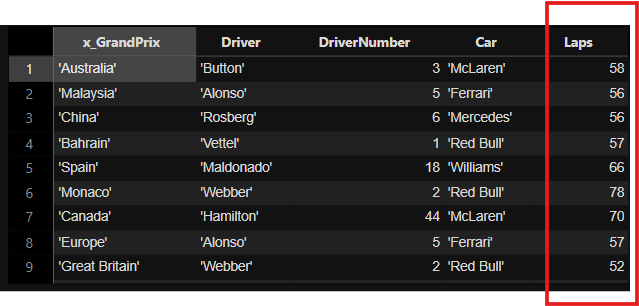 x_GrandPrix Driver DriverNumber Car Laps
1 'Australia' 'Button' 3 'McLaren' 58
2 'Malaysia' 'Alonso' 5 'Ferrari' 56
3 'China' 'Rosberg' 6 'Mercedes' 56
4 'Bahrain' 'Vettel' 1 'Red Bull' 57
5 'Spain' 'Maldonado' 18 'Williams' 66
6 'Monaco' 'Webber' 2 'Red Bull' 78
7 'Canada' 'Hamilton' 44 'McLaren' 70
8 'Europe' 'Alonso' 5 'Ferrari' 57
9 'Great Britain' 'Webber' 2 'Red Bull' 52